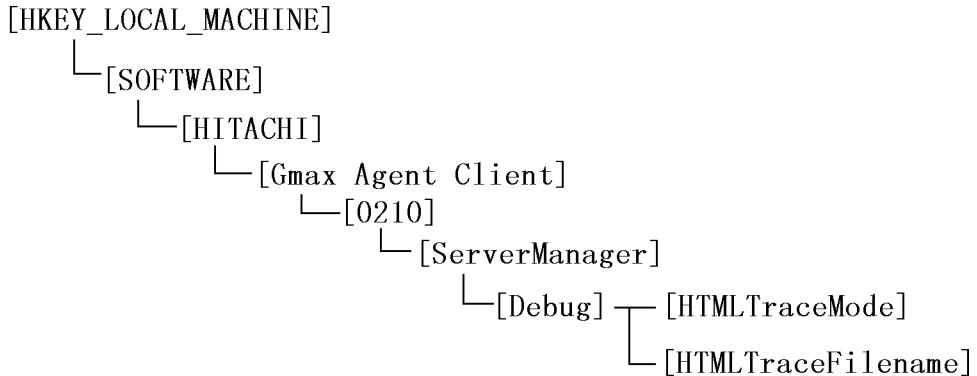 [HKEY_LOCAL_MACHINE]
[SOFTWARE]
[HITACHI]
[Gmax Agent Client]
[0210]
[ServerManager]
[Debug] [HTMLTraceMode]
[HTMLTraceFilename]